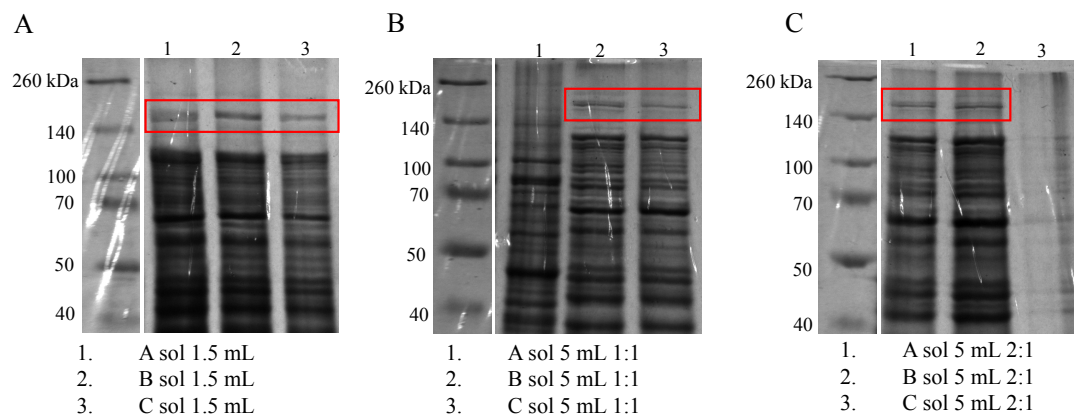 A
1 2 3
260 kDa
140
100
70
50
40
1. A sol 1.5 mL
2. B sol 1.5 mL
3. C sol 1.5 mL
B
1 2 3
260 kDa
140
100
70
50
40
1. A sol 5 mL 1:1
2. B sol 5 mL 1:1
3. C sol 5 mL 1:1
C
1 2 3
260 kDa
140
100
70
50
40
1. A sol 5 mL 2:1
2. B sol 5 mL 2:1
3. C sol 5 mL 2:1